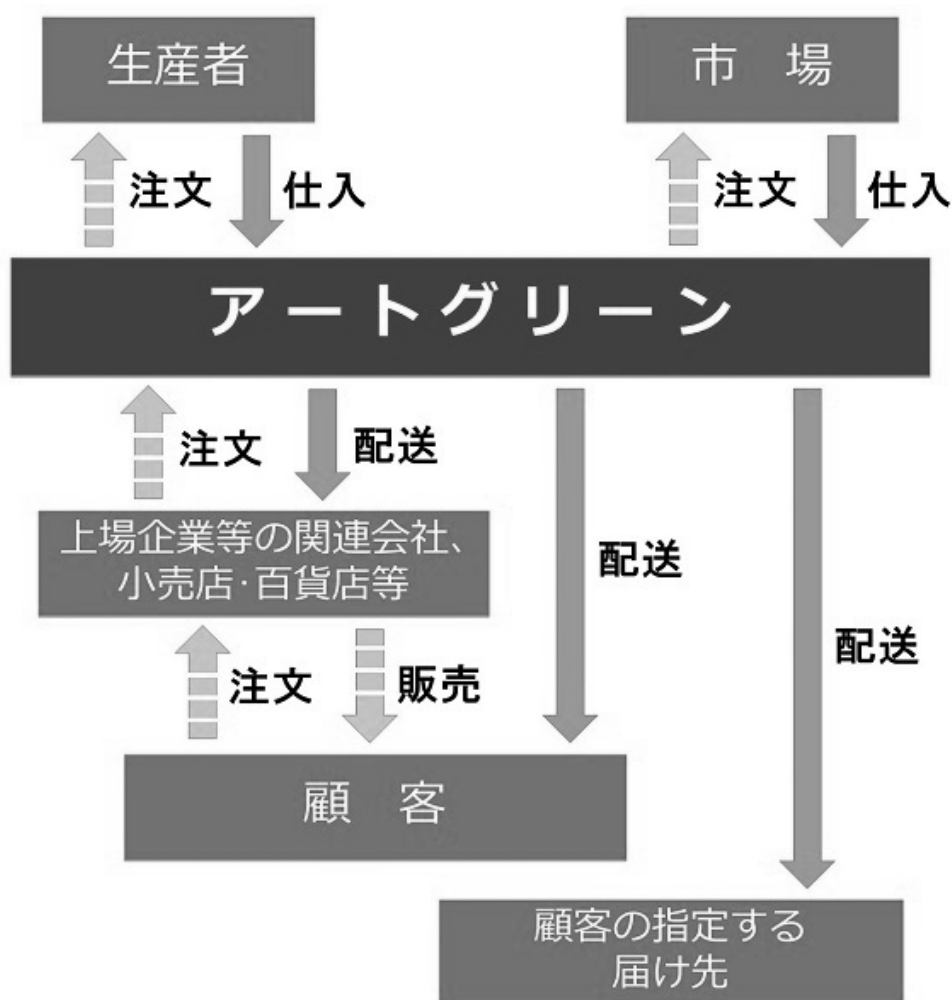 生産者
市　場
注文
仕入
注文
仕入
アートグリーン
注文
配送
上場企業等の関連会社、
小売店・百貨店等
配送
配送
注文
販売
顧　客
顧客の指定する
届け先